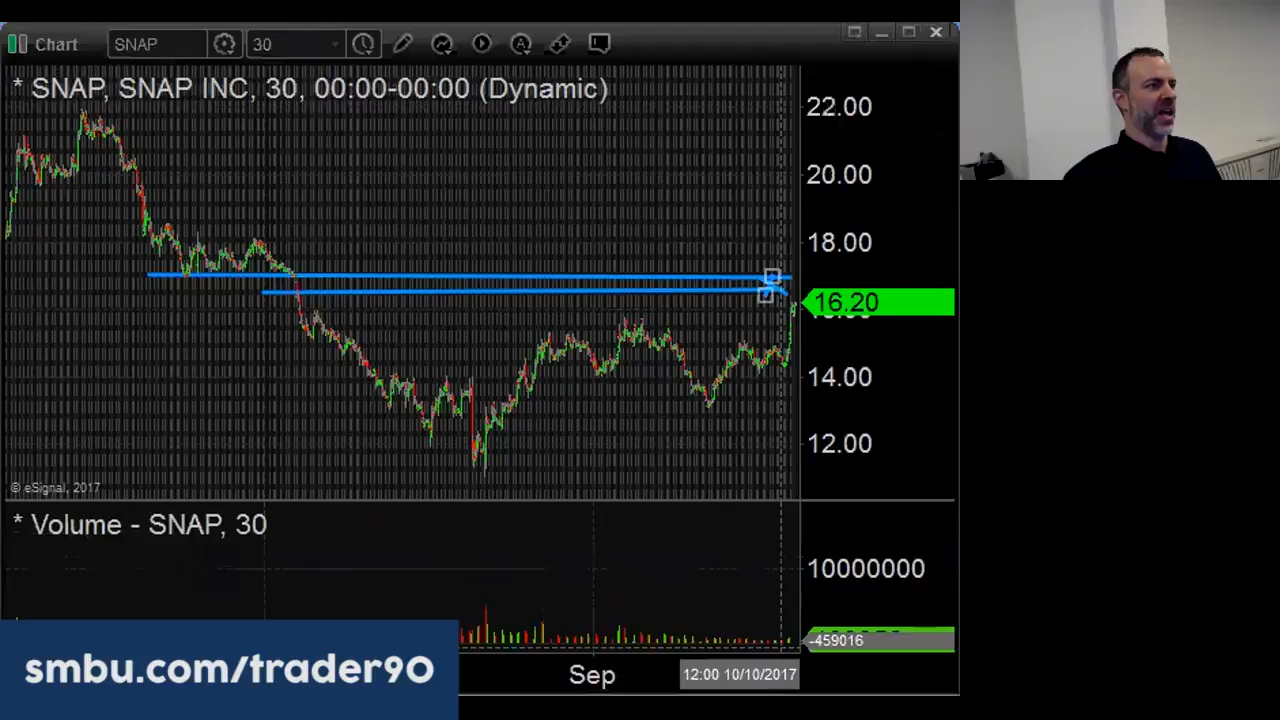 Chart SNAP 30
* SNAP, SNAP INC, 30, 00:00-00:00 (Dynamic)
22.00
20.00
18.00
16.20
14.00
12.00
© eSignal, 2017
* Volume - SNAP, 30
10000000
-459016
smbu.com/trader90
Sep
12:00 10/10/2017